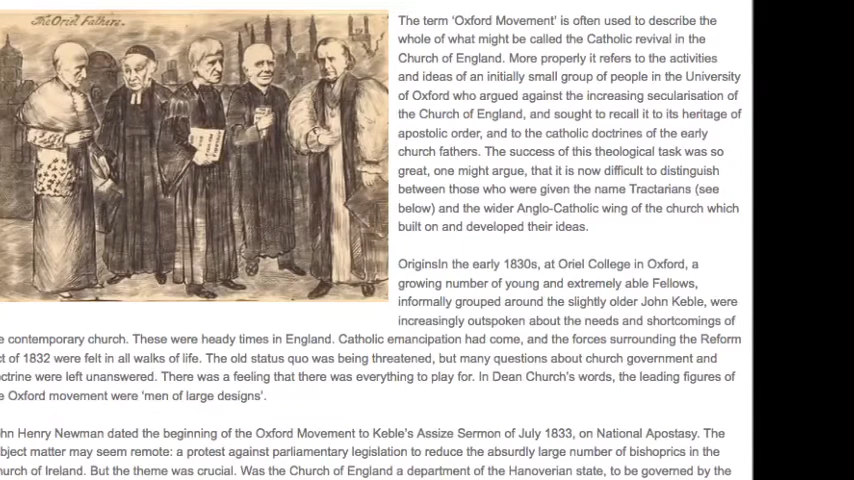 The Oriel Fathers.
The term ‘Oxford Movement’ is often used to describe the
whole of what might be called the Catholic revival in the
Church of England. More properly it refers to the activities
and ideas of an initially small group of people in the University
of Oxford who argued against the increasing secularisation of
the Church of England, and sought to recall it to its heritage of
apostolic order, and to the catholic doctrines of the early
church fathers. The success of this theological task was so
great, one might argue, that it is now difficult to distinguish
between those who were given the name Tractarians (see
below) and the wider Anglo-Catholic wing of the church which
built on and developed their ideas.
OriginsIn the early 1830s, at Oriel College in Oxford, a
growing number of young and extremely able Fellows,
informally grouped around the slightly older John Keble, were
increasingly outspoken about the needs and shortcomings of
e contemporary church. These were heady times in England. Catholic emancipation had come, and the forces surrounding the Reform
ct of 1832 were felt in all walks of life. The old status quo was being threatened, but many questions about church government and
ctrine were left unanswered. There was a feeling that there was everything to play for. In Dean Church’s words, the leading figures of
e Oxford movement were ‘men of large designs’.
hn Henry Newman dated the beginning of the Oxford Movement to Keble’s Assize Sermon of July 1833, on National Apostasy. The
bject matter may seem remote: a protest against parliamentary legislation to reduce the absurdly large number of bishoprics in the
hurch of Ireland. But the theme was crucial. Was the Church of England a department of the Hanoverian state, to be governed by the